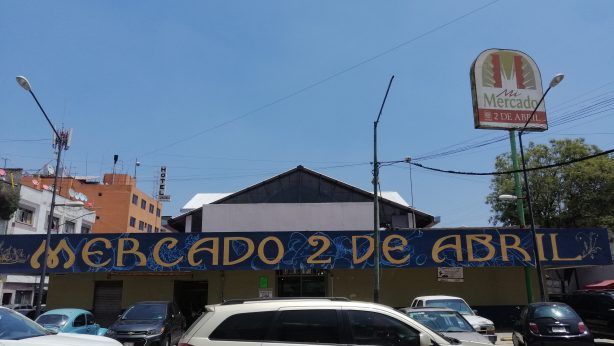 Mi
Mercado
2 DE ABRIL
HOTEL
MERCADO 2 DE ABRIL